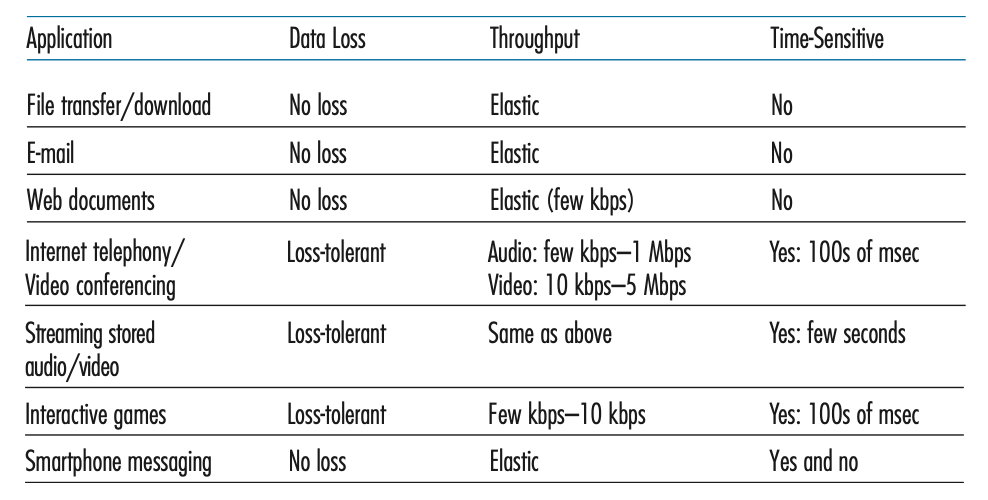 Application Data Loss Throughput Time-Sensitive
File transfer/download No loss Elastic No
E-mail No loss Elastic No
Web documents No loss Elastic (few kbps) No
Internet telephony/ Loss-tolerant Audio: few kbps–1 Mbps Yes: 100s of msec
Video conferencing Video: 10 kbps–5 Mbps
Streaming stored Loss-tolerant Same as above Yes: few seconds
audio/video
Interactive games Loss-tolerant Few kbps–10 kbps Yes: 100s of msec
Smartphone messaging No loss Elastic Yes and no